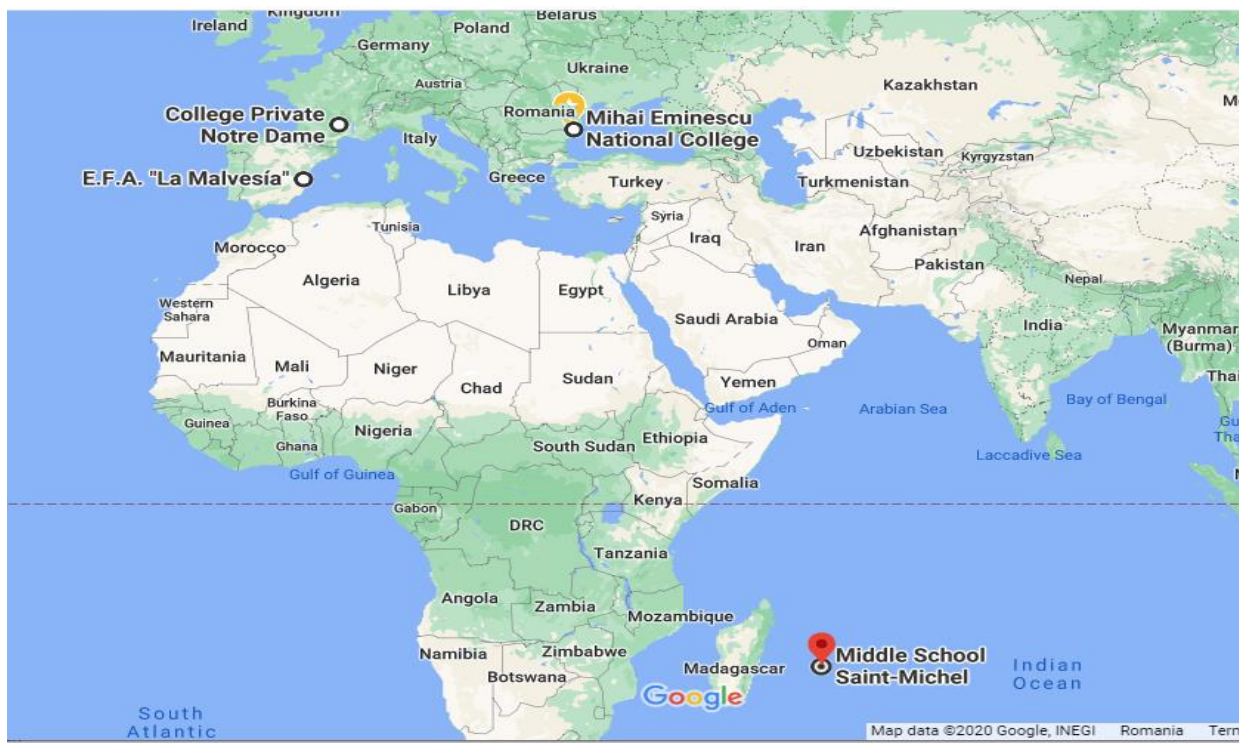 Kingdom
Ireland
Belarus
Poland
Germany
Ukraine
Kazakhstan
Austria
College Private
Notre Dame
Romania
Mihai Eminescu
National College
Italy
Uzbekistan
Kyrgyzstan
E.F.A. "La Malvesía"
Greece
Turkey
Turkmenistan
Syria
Tunisia
Morocco
Iraq
Iran
Afghanistan
Pakistan
Algeria
Libya
Egypt
Nepal
Western
Sahara
Saudi Arabia
India
Myanmar
(Burma)
Oman
Mauritania
Mali
Niger
Chad
Sudan
Yemen
Thai
Burkina
Faso
Gulf of Aden
Arabian Sea
Bay of Bengal
Guinea
Nigeria
Ghana
South Sudan
Ethiopia
Gu
Tha
Laccadive Sea
Gulf of Guinea
Somalia
Kenya
Gabon
DRC
Tanzania
Angola
Zambia
Mozambique
Namibia
Zimbabwe
Botswana
Madagascar
Middle School
Saint-Michel
Indian
Ocean
Google
South
Atlantic
Map data ©2020 Google, INEGI
Romania
Tern